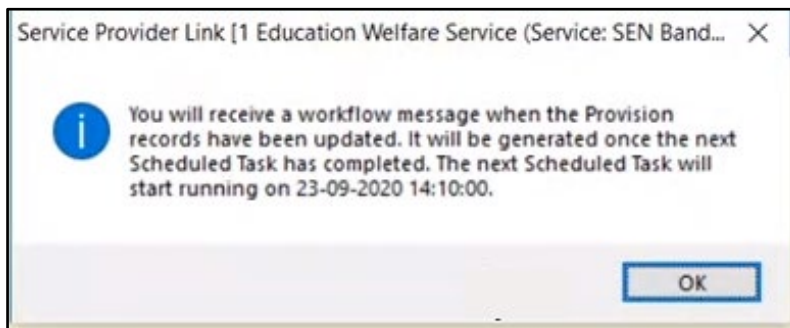 Service Provider Link [1 Education Welfare Service (Service: SEN Band...
You will receive a workflow message when the Provision
records have been updated. It will be generated once the next
Scheduled Task has completed. The next Scheduled Task will
start running on 23-09-2020 14:10:00.
OK